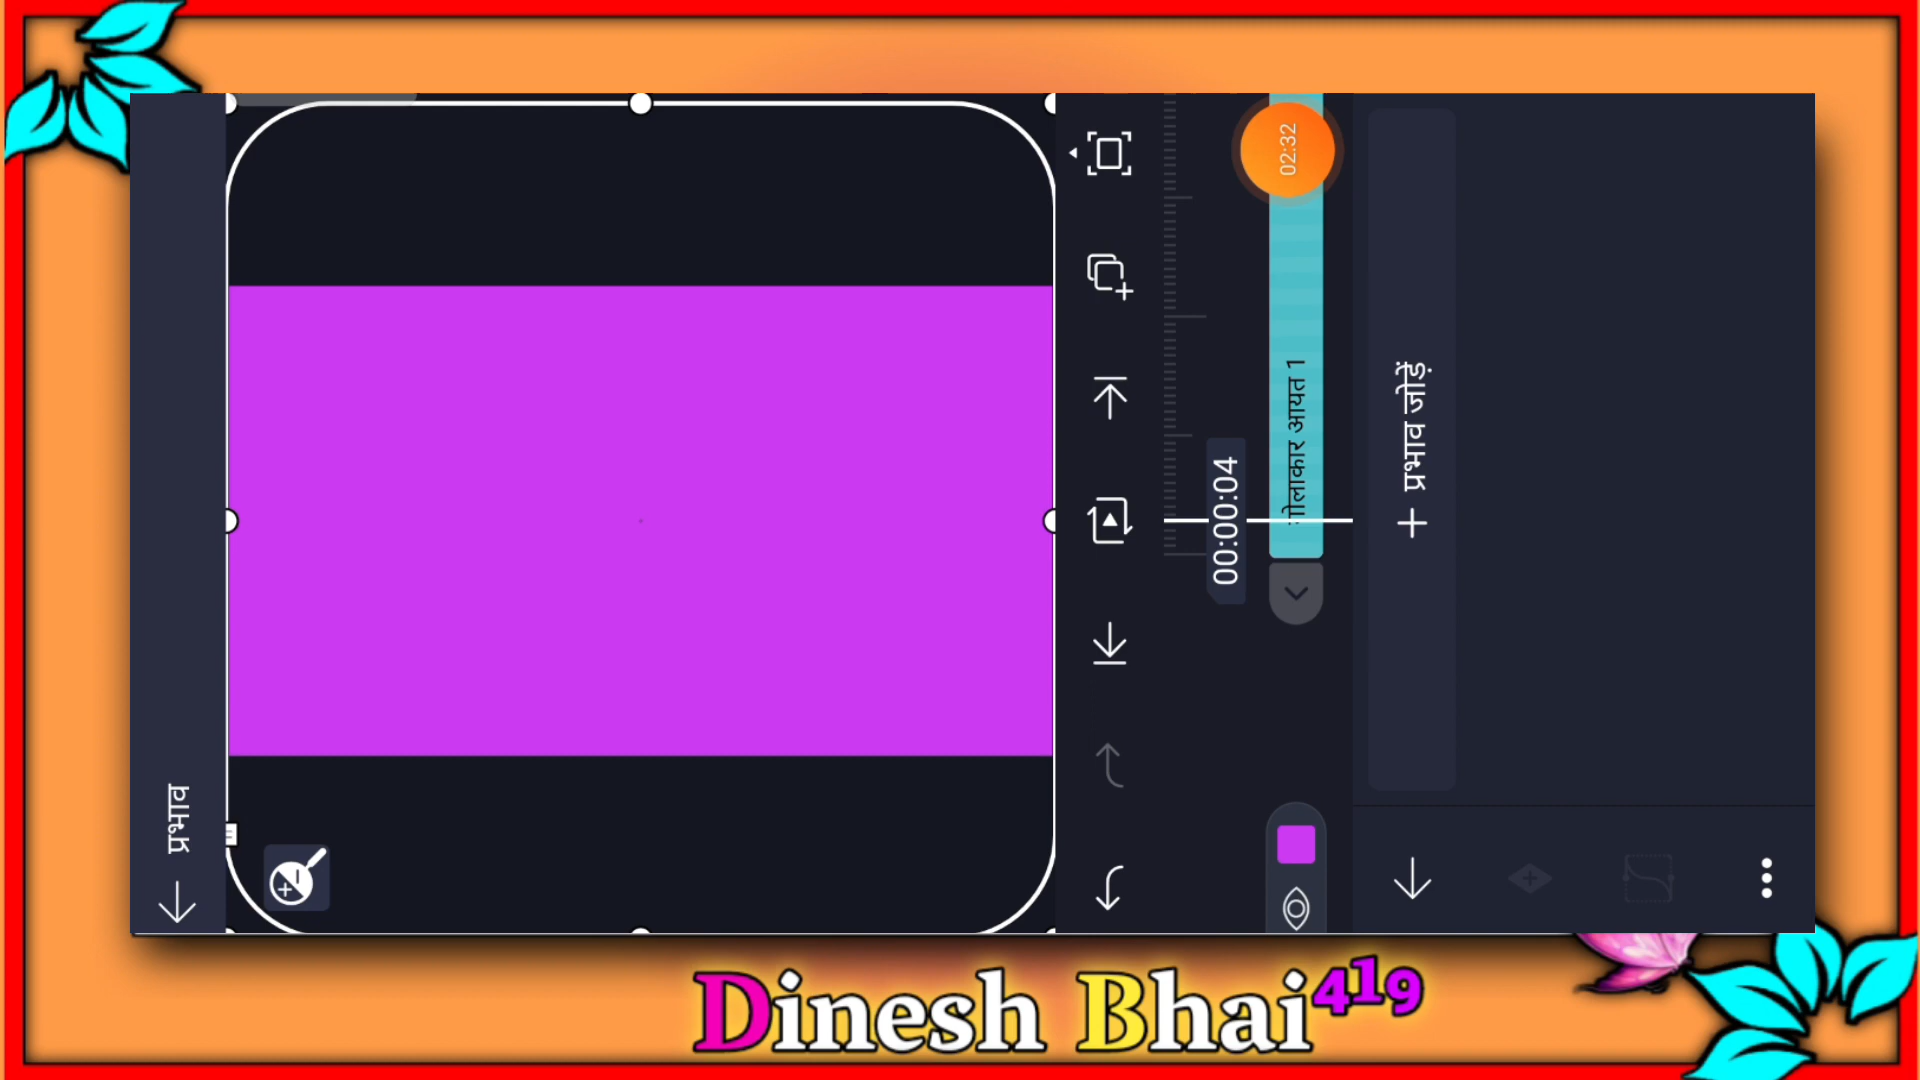 प्रभाव
02:32
00:00:04
गोलाकार आयत 1
+ प्रभाव जोड़ें
Dinesh Bhai419